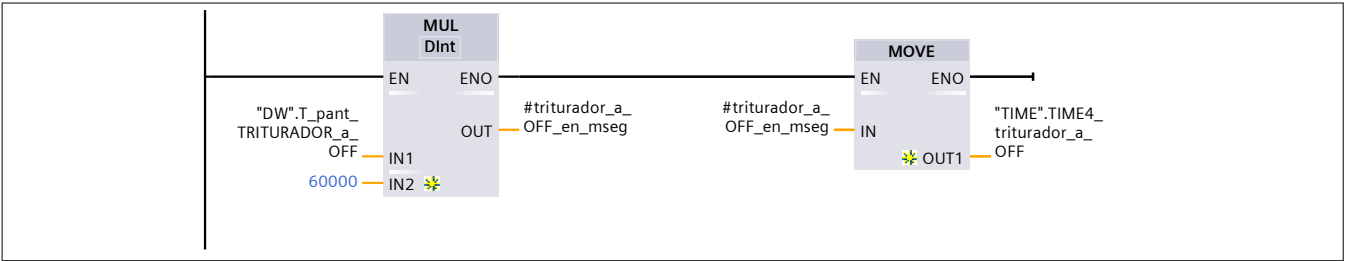 MUL
DInt
MOVE
EN ENO
EN ENO
"DW".T_pant_
TRITURADOR_a_
OFF
IN1
60000
IN2
OUT
#triturador_a_
OFF_en_mseg
#triturador_a_
OFF_en_mseg
IN
OUT1
"TIME".TIME4_
triturador_a_
OFF